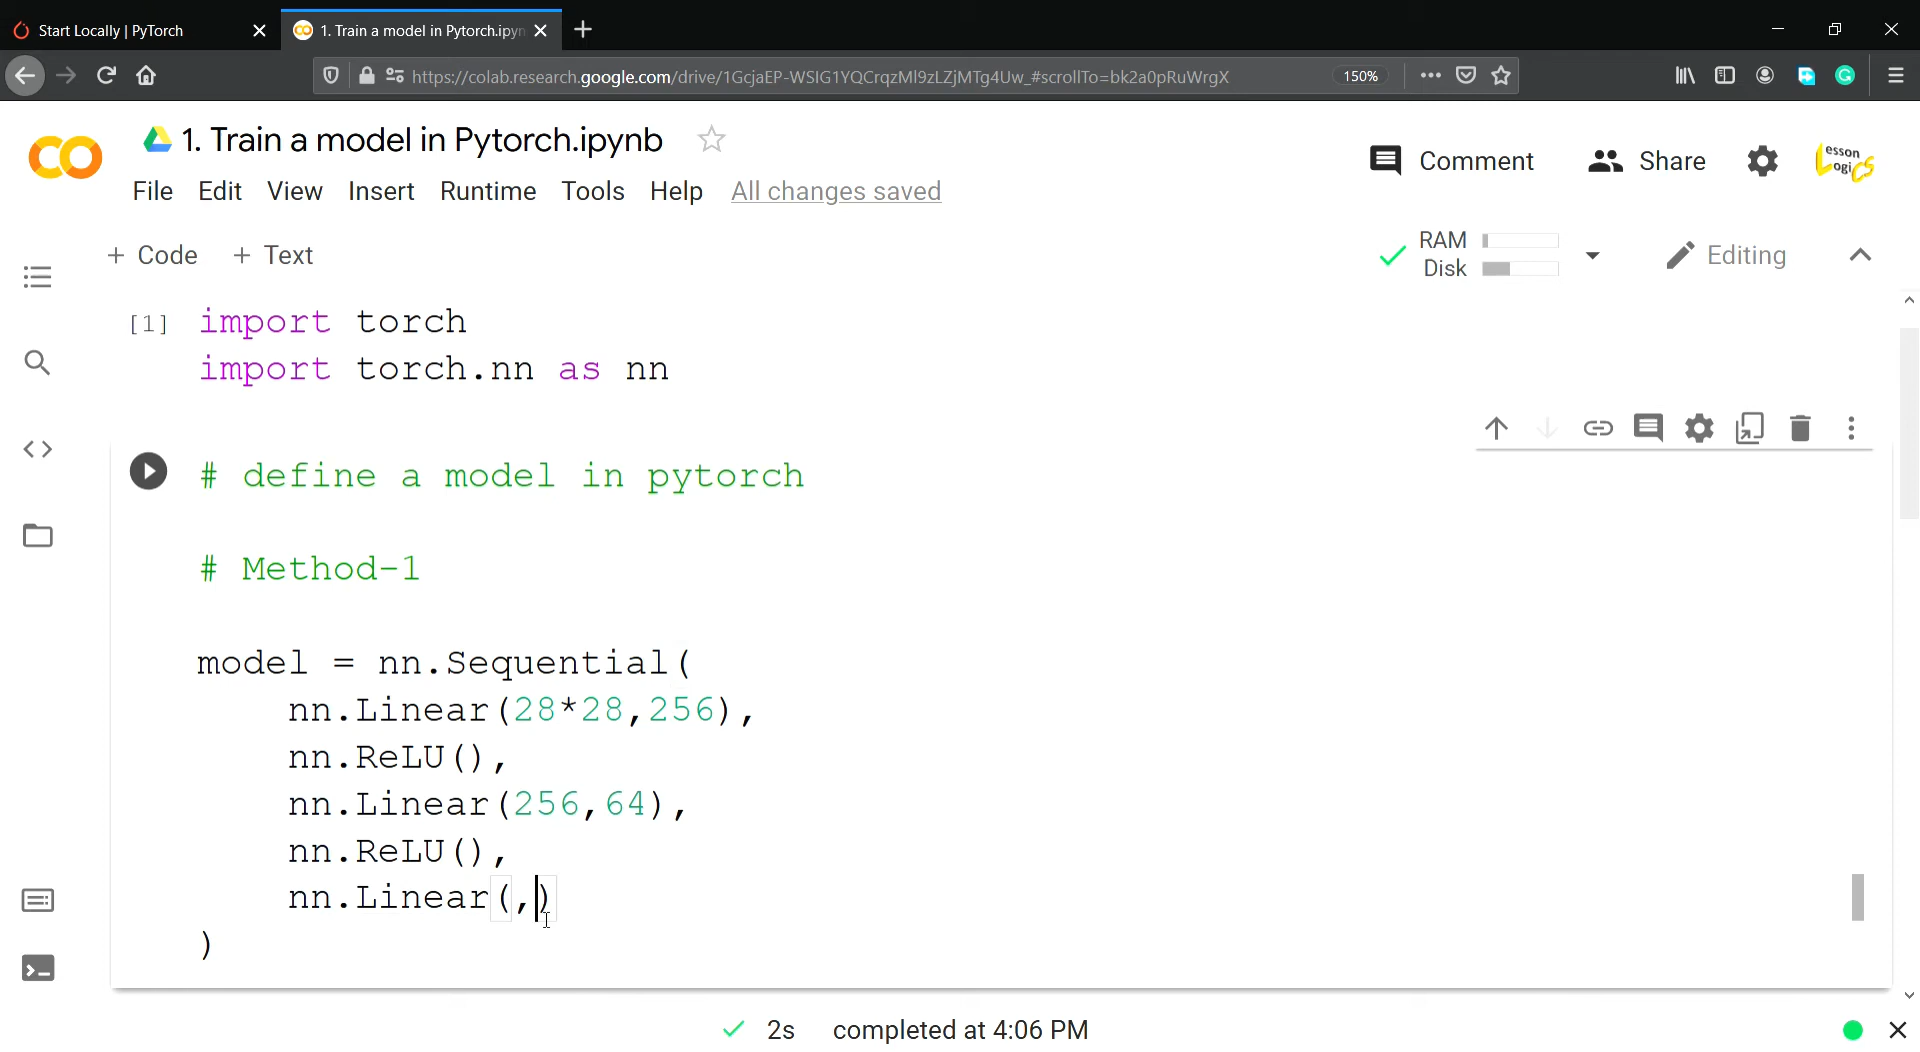 Start Locally | PyTorch
1. Train a model in Pytorch.ipyn
https://colab.research.google.com/drive/1GcjaEP-WSIG1YQCrqzMl9zLZjMTg4Uw_#scrollTo=bk2a0pRuWrgX
150%
1. Train a model in Pytorch.ipynb
Comment
Share
esson
Logics
File Edit View Insert Runtime Tools Help All changes saved
+ Code + Text
RAM
Disk
Editing
[1] import torch
import torch.nn as nn
# define a model in pytorch
# Method-1
model = nn.Sequential(
nn.Linear(28*28,256),
nn.ReLU(),
nn.Linear(256,64),
nn.ReLU(),
nn.Linear(,)
)
2s completed at 4:06 PM